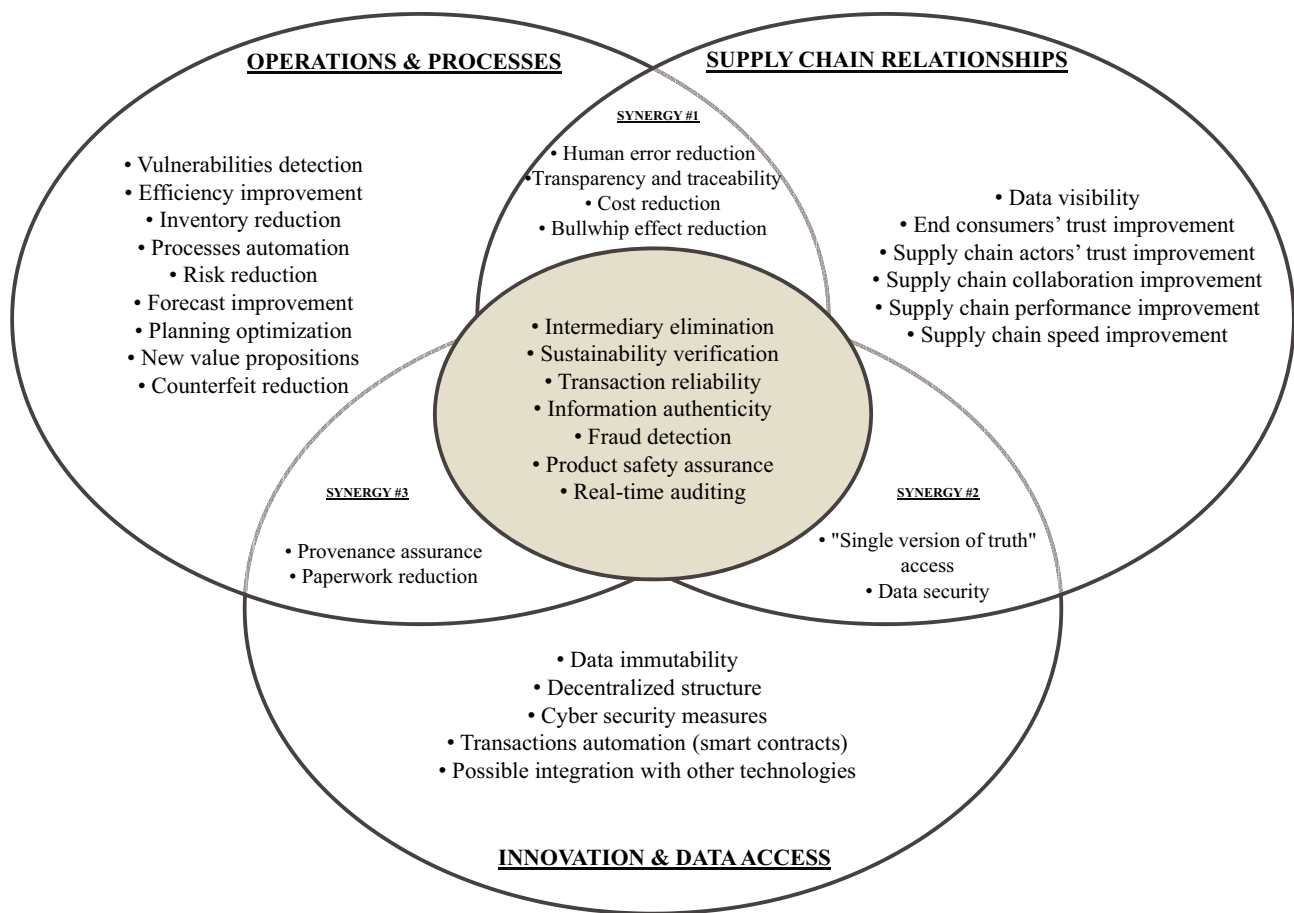 OPERATIONS & PROCESSES
• Vulnerabilities detection
• Efficiency improvement
• Inventory reduction
• Processes automation
• Risk reduction
• Forecast improvement
• Planning optimization
• New value propositions
• Counterfeit reduction
SUPPLY CHAIN RELATIONSHIPS
• Data visibility
• End consumers’ trust improvement
• Supply chain actors’ trust improvement
• Supply chain collaboration improvement
• Supply chain performance improvement
• Supply chain speed improvement
SYNERGY #1
• Human error reduction
•Transparency and traceability
• Cost reduction
• Bullwhip effect reduction
• Intermediary elimination
• Sustainability verification
• Transaction reliability
• Information authenticity
• Fraud detection
• Product safety assurance
• Real-time auditing
SYNERGY #3
• Provenance assurance
• Paperwork reduction
SYNERGY #2
• "Single version of truth"
access
• Data security
• Data immutability
• Decentralized structure
• Cyber security measures
• Transactions automation (smart contracts)
• Possible integration with other technologies
INNOVATION & DATA ACCESS